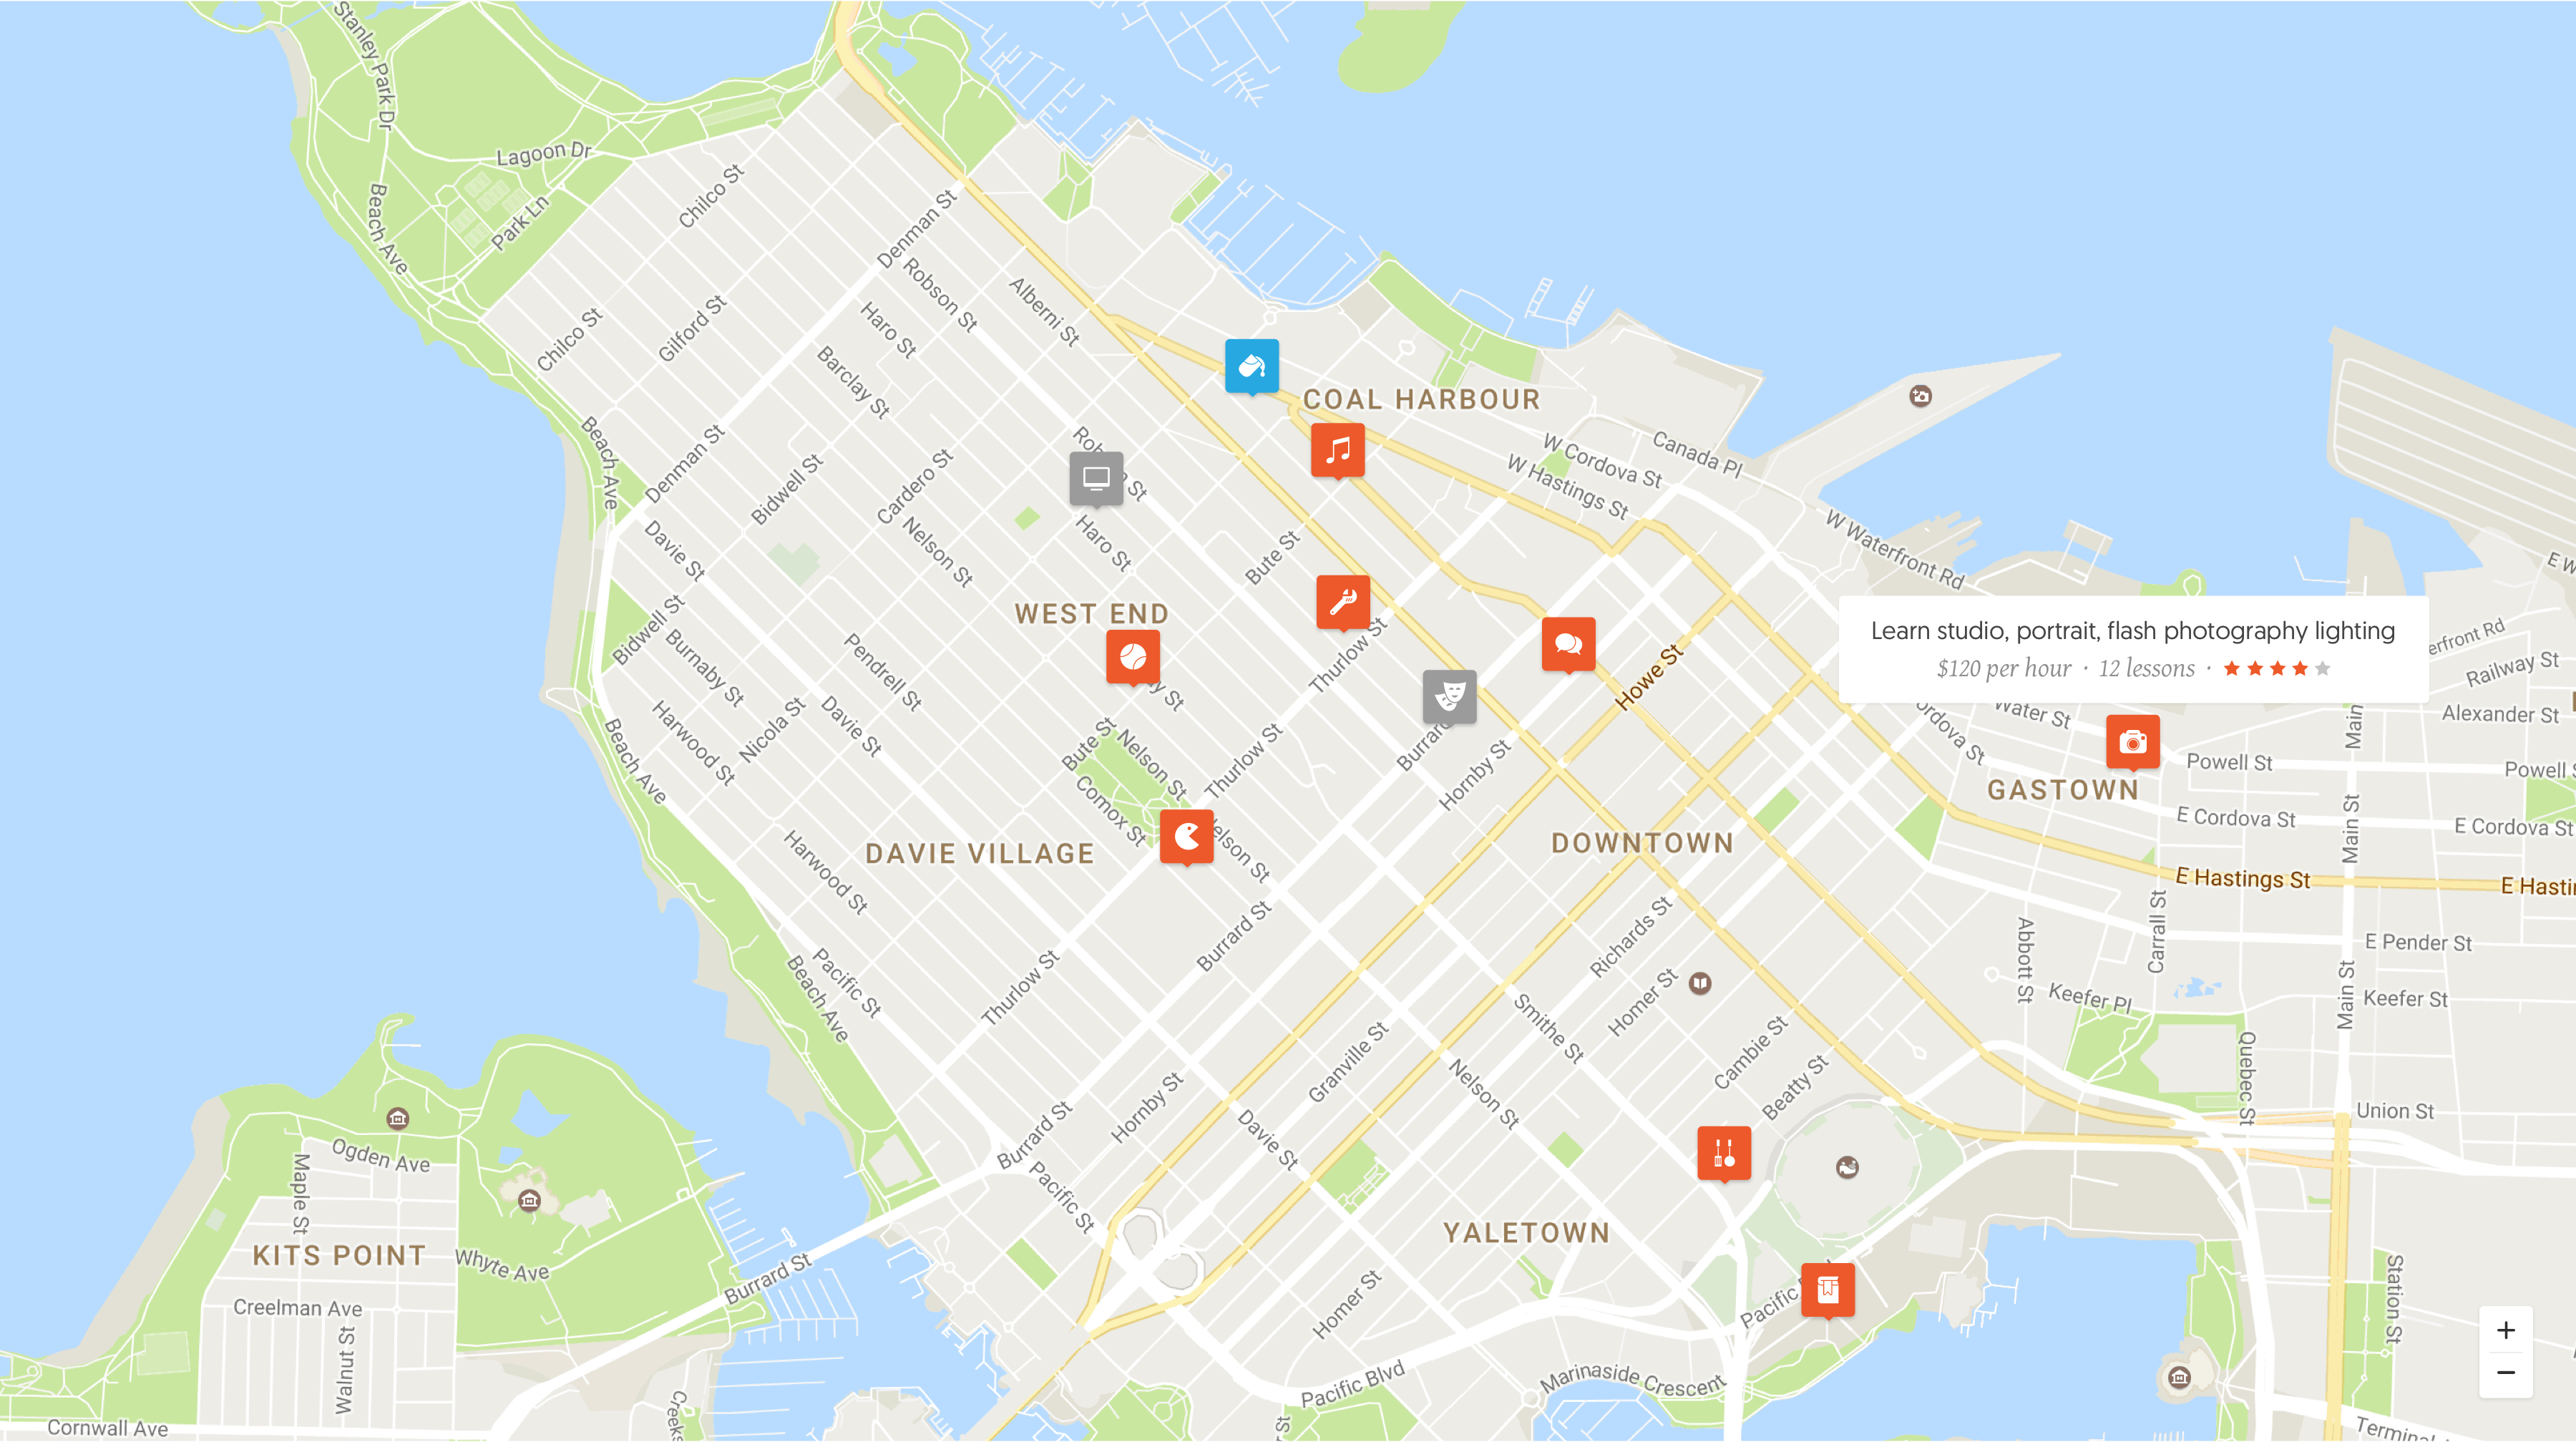 Stanley Park Dr
Lagoon Dr
Chilco St
Beach Ave
Park Ln
Denman St
Robson St
Alberni St
Haro St
Chilco St
Gilford St
Barclay St
COAL HARBOUR
Beach Ave
Denman St
Bidwell St
Cardero St
W Cordova St
Canada Pl
W Hastings St
St
Haro St
Nelson St
Davie St
Bute St
W Waterfront Rd
E W
WEST END
Learn studio, portrait, flash photography lighting
$120 per hour · 12 lessons ·
Bidwell St
Burnaby St
Pendrell St
Thurlow St
Howe St
Railway St
Alexander St
Water St
Main
Harwood St
Nicola St
Davie St
Bute St
Nelson St
Thurlow St
Hornby St
Beach Ave
Comox St
Powell St
Powell
GASTOWN
E Cordova St
E Cordova St
Main St
DAVIE VILLAGE
DOWNTOWN
Harwood St
E Hastings St
Burrard St
Richards St
Abbott St
Carrall St
E Pender St
Pacific St
Beach Ave
Thurlow St
Homer St
Smithe St
Keefer Pl
Main St
Keefer St
Granville St
Cambie St
Beatty St
Nelson St
Quebec St
Union St
Hornby St
Burrard St
Davie St
Ogden Ave
Maple St
Pacific St
YALETOWN
KITS POINT
Whyte Ave
Burrard St
Creelman Ave
Walnut St
Homer St
Pacific
Station St
+
−
Pacific Blvd
Marinaside Crescent
Cornwall Ave